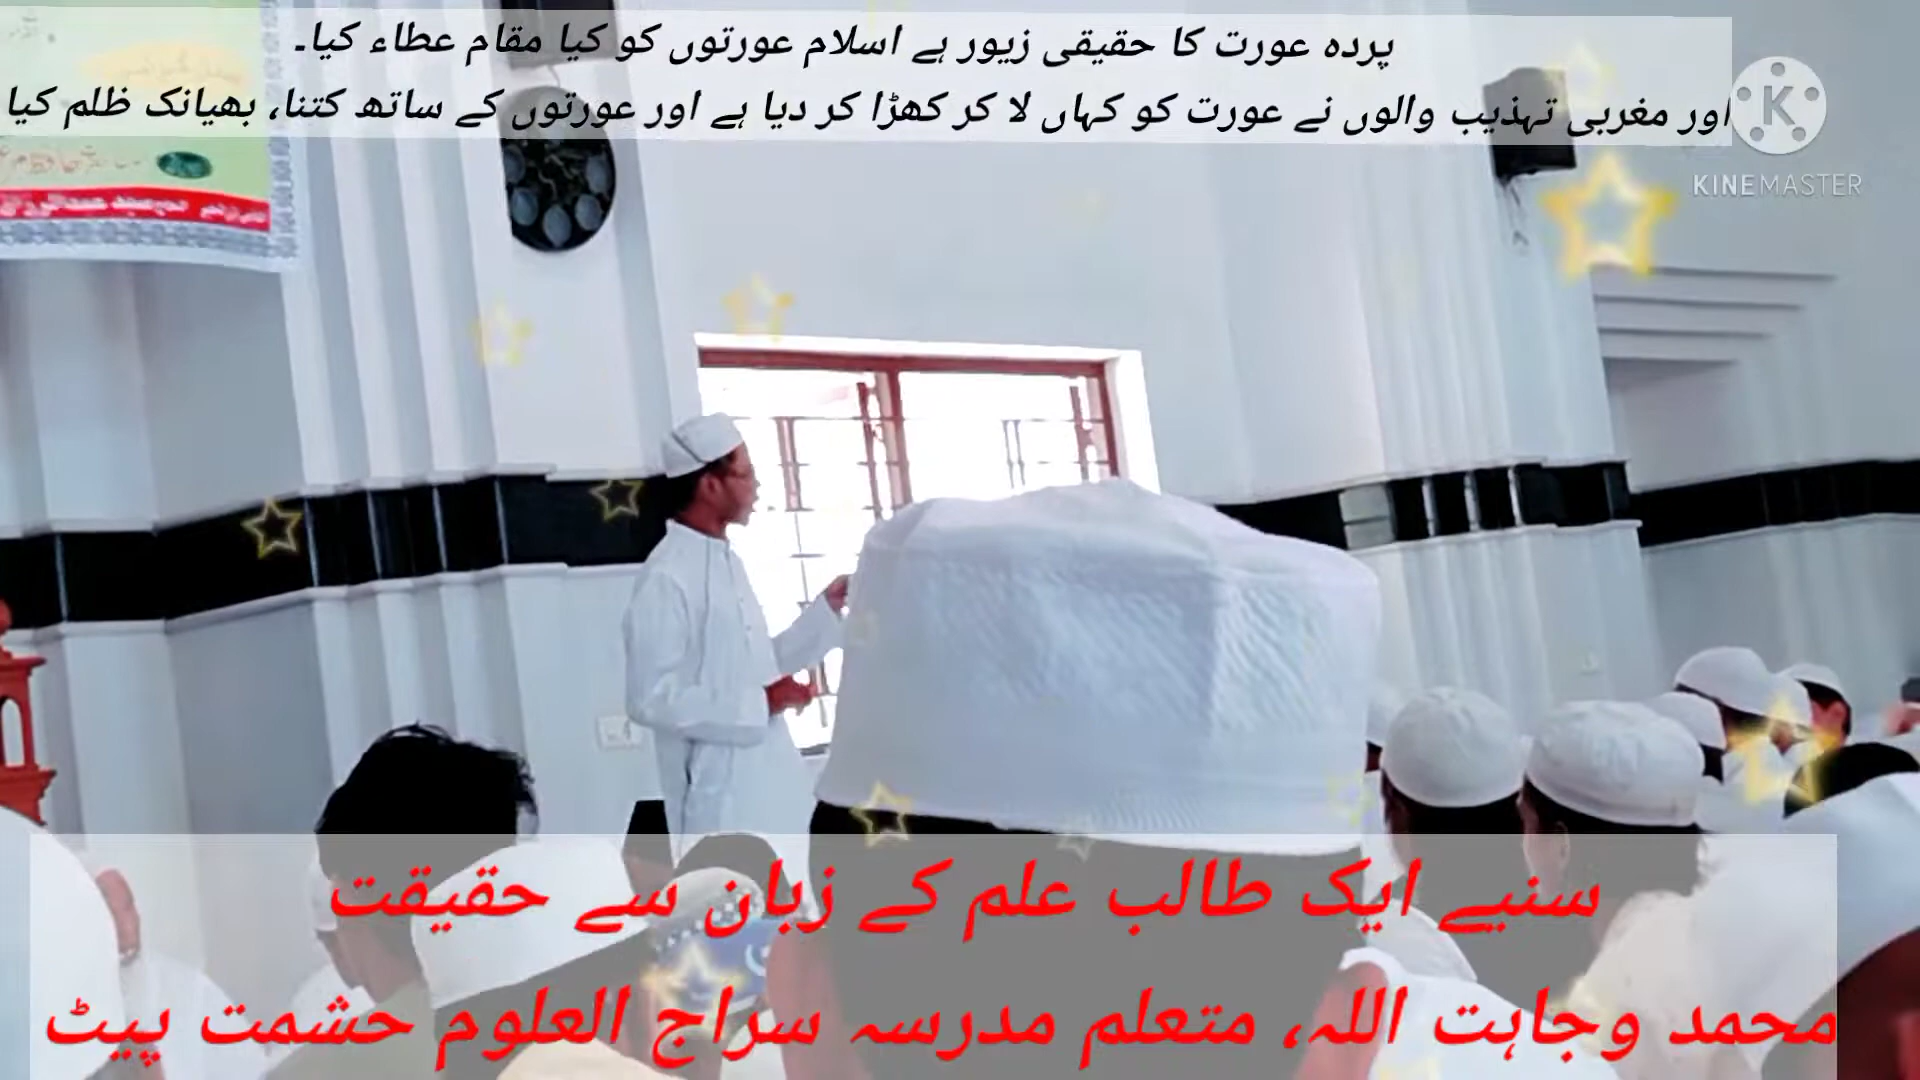 پردہ عورت کا حقیقی زیور ہے اسلام عورتوں کو کیا مقام عطاء کیا۔
اور مغربی تہذیب والوں نے عورت کو کہاں لا کر کھڑا کر دیا ہے اور عورتوں کے ساتھ کتنا، بھیانک ظلم کیا
KINEMASTER
سنیے ایک طالب علم کے زبان سے حقیقت
محمد وجاہت اللہ، متعلم مدرسہ سراج العلوم حشمت پیٹ